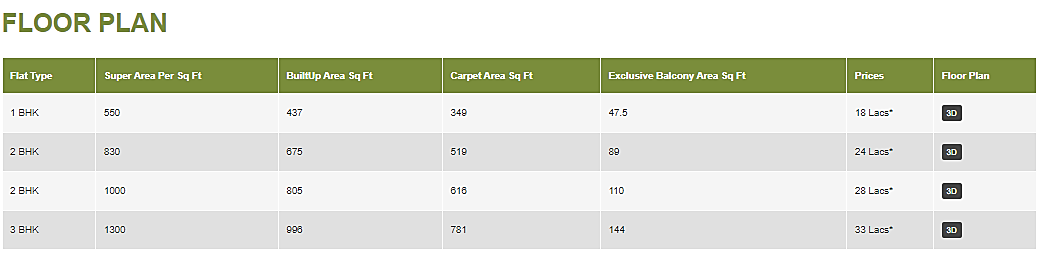 FLOOR PLAN
Flat Type Super Area Per Sq Ft BuiltUp Area Sq Ft Carpet Area Sq Ft Exclusive Balcony Area Sq Ft Prices Floor Plan
1 BHK 550 437 349 47.5 18 Lacs* 3D
2 BHK 830 675 519 89 24 Lacs* 3D
2 BHK 1000 805 616 110 28 Lacs* 3D
3 BHK 1300 996 781 144 33 Lacs* 3D